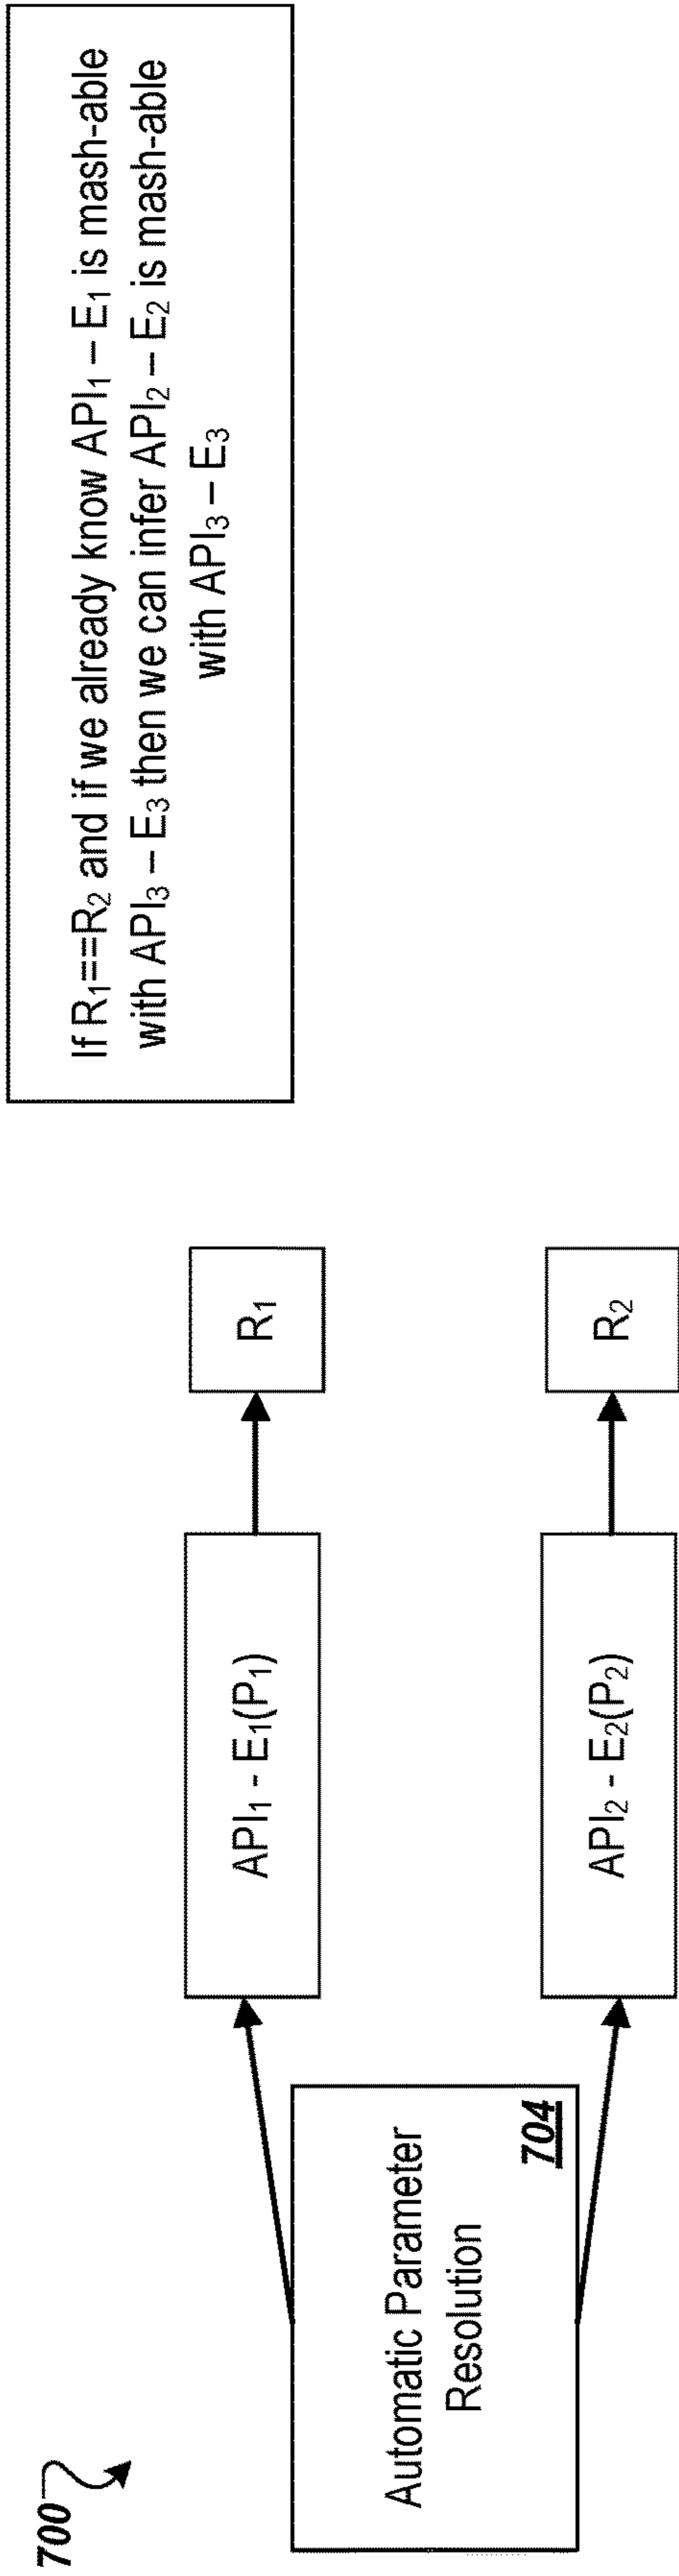 700
Automatic Parameter
Resolution
704
API₁ - E₁(P₁)
R₁
API₂ - E₂(P₂)
R₂
If R₁==R₂ and if we already know API₁ – E₁ is mash-able
with API₃ – E₃ then we can infer API₂ – E₂ is mash-able
with API₃ – E₃